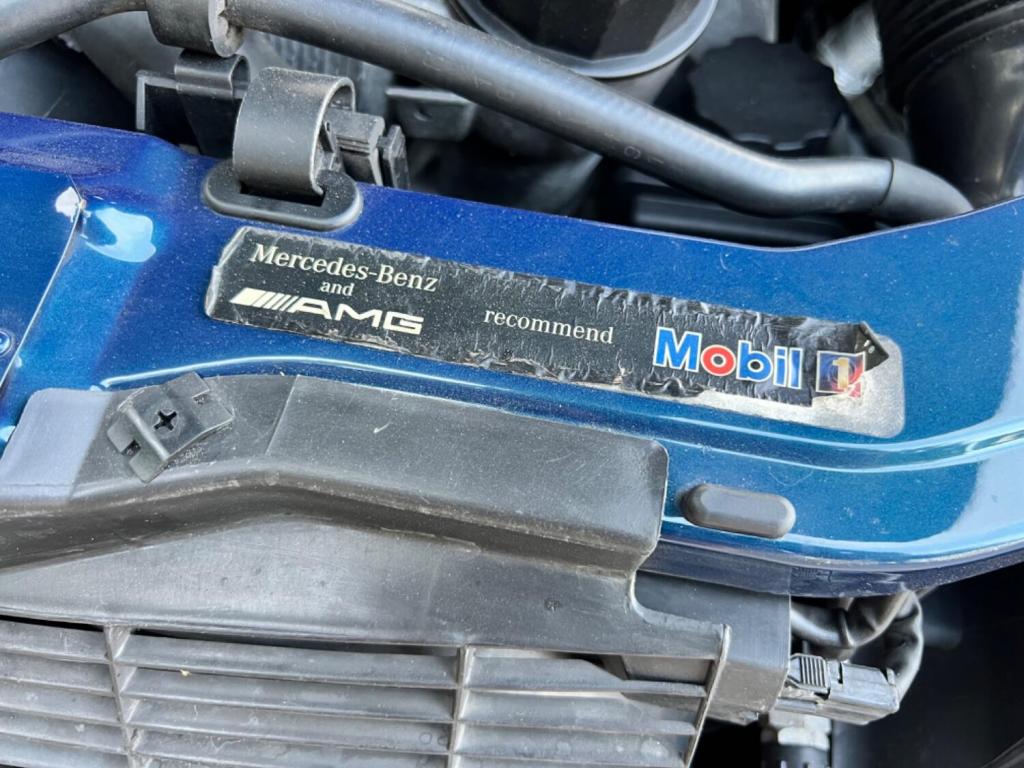 Mercedes-Benz
and
AMG
recommend
Mobil 1